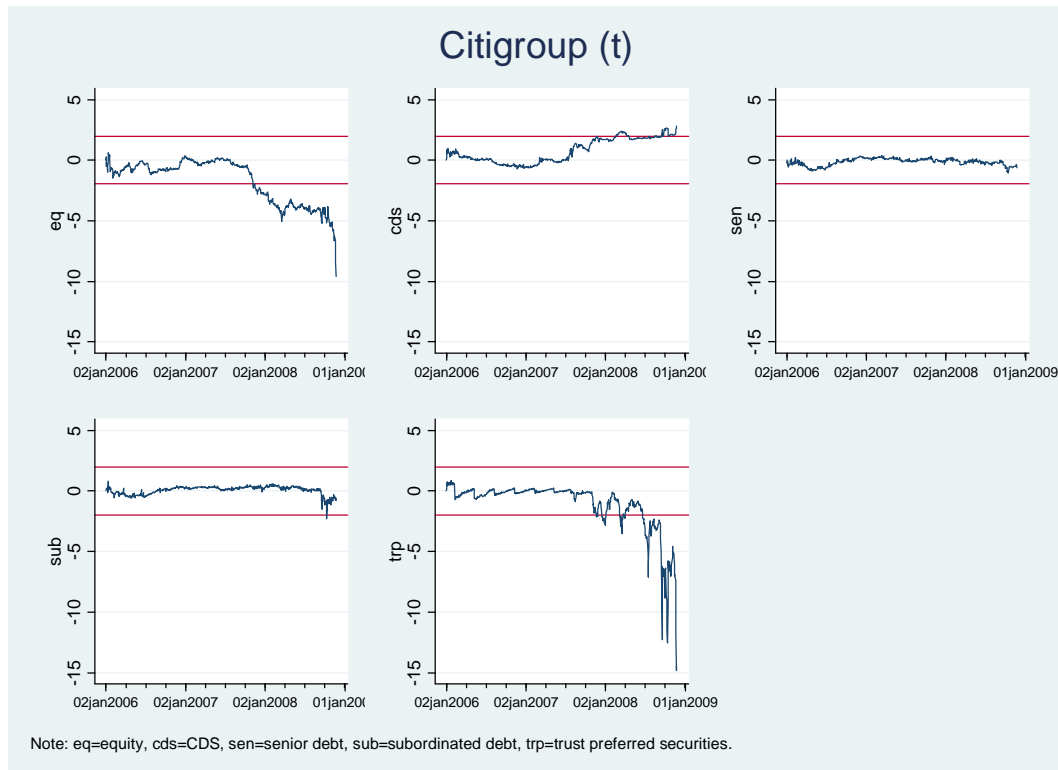 Citigroup (t)
5
0
-5
-10
-15
eq
02jan2006 02jan2007 02jan2008 01jan200
5
0
-5
-10
-15
cds
02jan2006 02jan2007 02jan2008 01jan200
5
0
-5
-10
-15
sen
02jan2006 02jan2007 02jan2008 01jan2009
5
0
-5
-10
-15
sub
02jan2006 02jan2007 02jan2008 01jan200
5
0
-5
-10
-15
trp
02jan2006 02jan2007 02jan2008 01jan2009
Note: eq=equity, cds=CDS, sen=senior debt, sub=subordinated debt, trp=trust preferred securities.